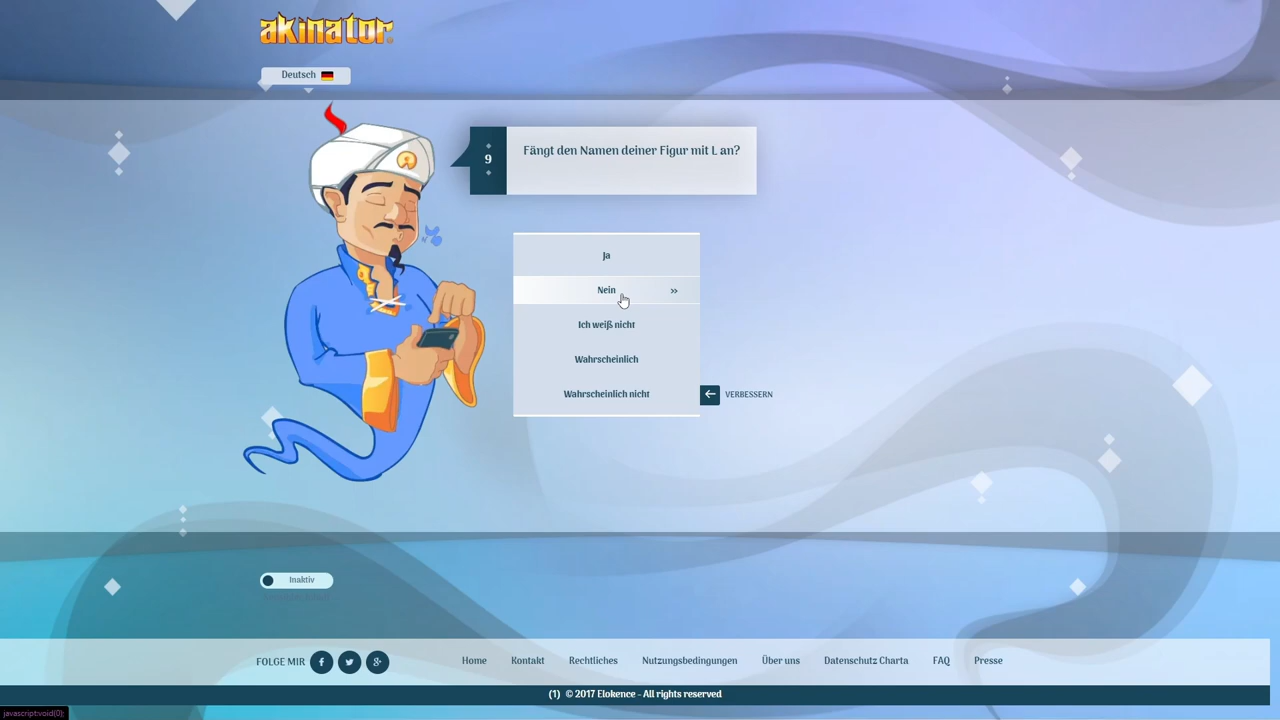 akinator
Deutsch
9
Fängt den Namen deiner Figur mit L an?
Ja
Nein »
Ich weiß nicht
Wahrscheinlich
Wahrscheinlich nicht
VERBESSERN
Inaktiv
FOLGE MIR
Home Kontakt Rechtliches Nutzungsbedingungen Über uns Datenschutz Charta FAQ Presse
(1) © 2017 Elokence - All rights reserved
javascript:void(0);